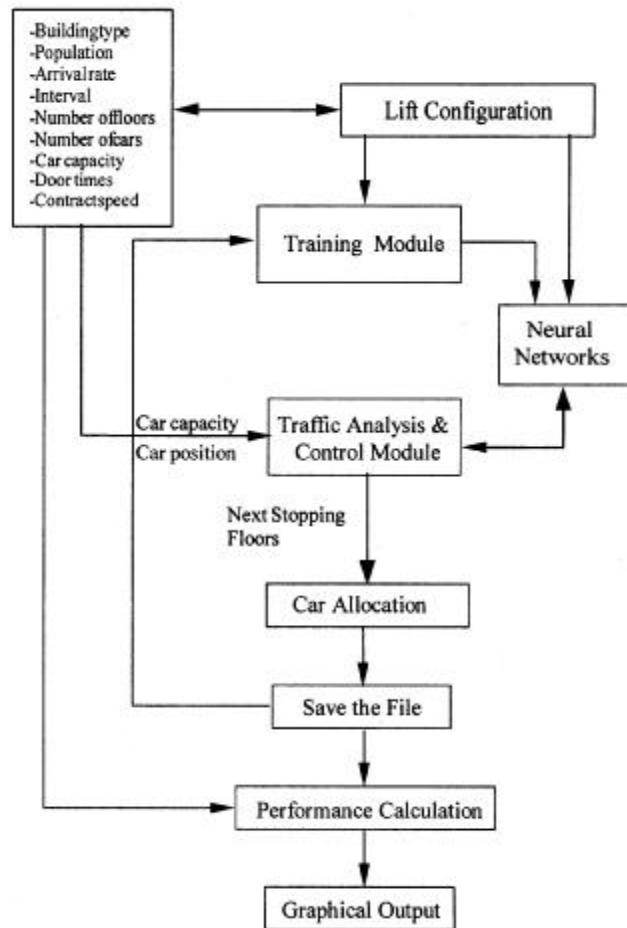 -Buildingtype
-Population
-Arrivalrate
-Interval
-Number offloors
-Number ofcars
-Car capacity
-Door times
-Contractspeed
Lift Configuration
Training Module
Neural
Networks
Car capacity
Car position
Traffic Analysis &
Control Module
Next Stopping
Floors
Car Allocation
Save the File
Performance Calculation
Graphical Output